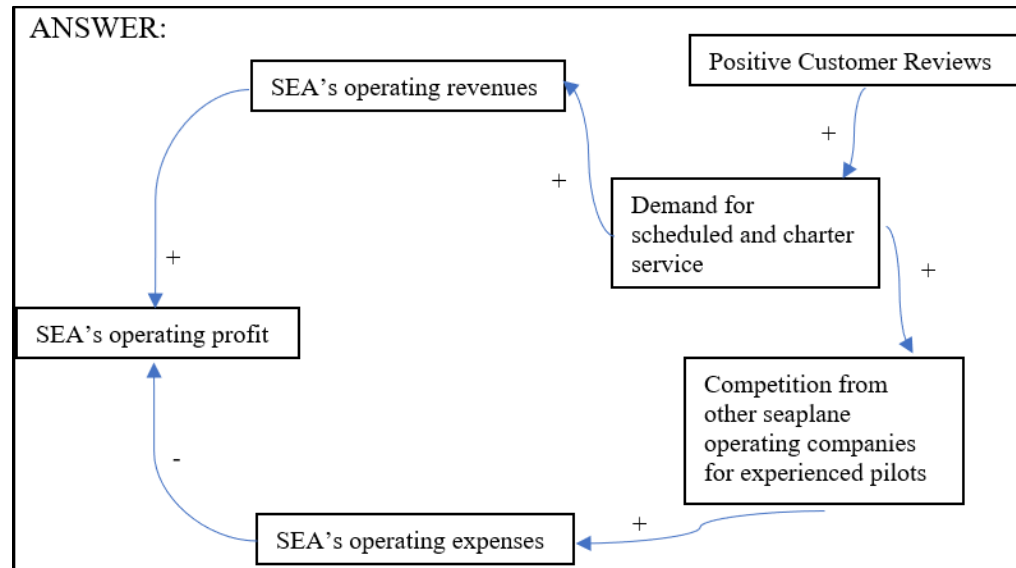 ANSWER:
Positive Customer Reviews
SEA's operating revenues
+
+
Demand for
scheduled and charter
service
+
+
SEA's operating profit
Competition from
other seaplane
operating companies
for experienced pilots
-
+
SEA's operating expenses